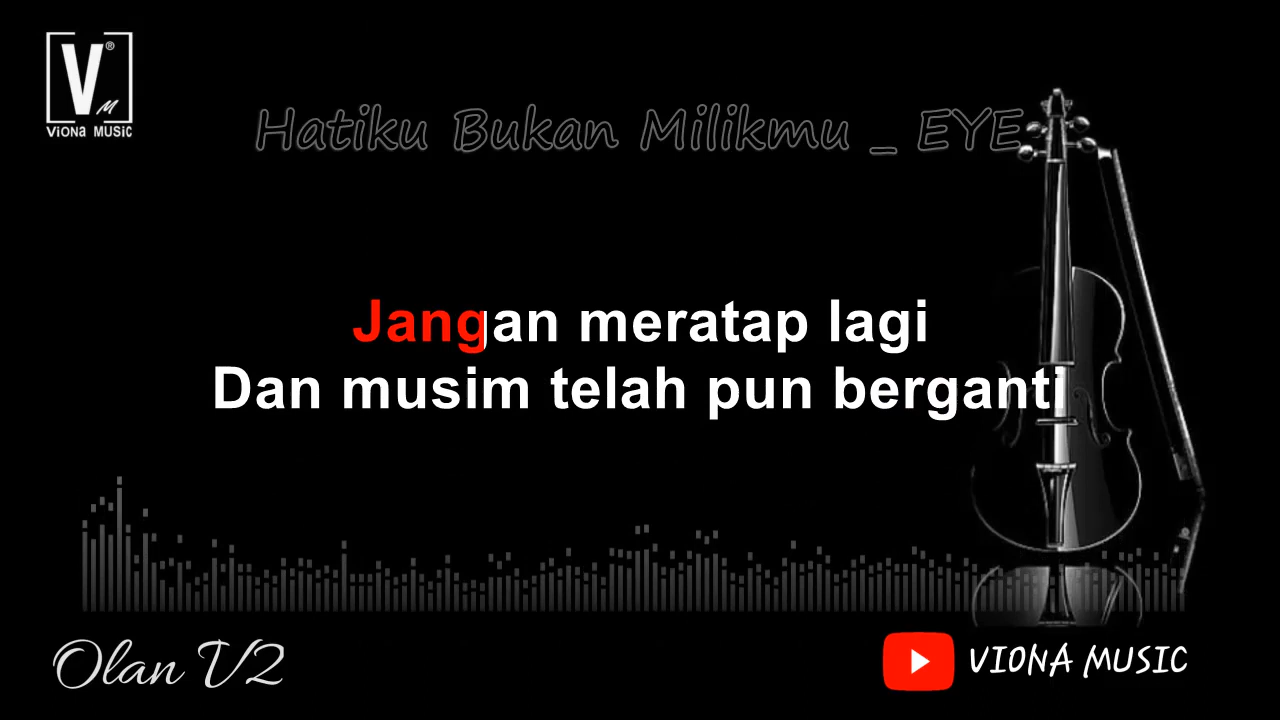 V®
M
ViONA MUSiC
Hatiku Bukan Milikmu _ EYE
Jangan meratap lagi
Dan musim telah pun berganti
Olan V2
VIONA MUSIC